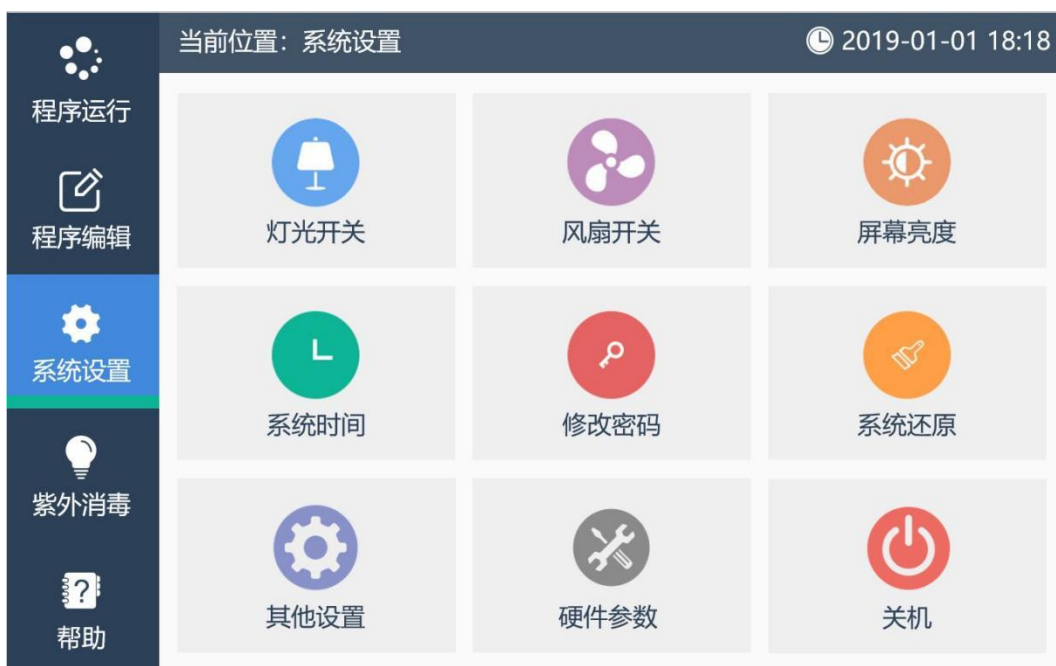 当前位置：系统设置
2019-01-01 18:18
程序运行
程序编辑
系统设置
紫外消毒
?
帮助
灯光开关
风扇开关
屏幕亮度
系统时间
修改密码
系统还原
其他设置
硬件参数
关机